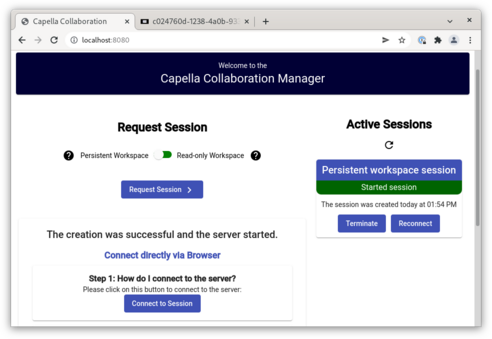 Capella Collaboration
c024760d-1238-4a0b-93
localhost:8080
Welcome to the
Capella Collaboration Manager
Request Session
Persistent Workspace
Read-only Workspace
Request Session
The creation was successful and the server started.
Connect directly via Browser
Step 1: How do I connect to the server?
Please click on this button to connect to the server:
Connect to Session
Active Sessions
Persistent workspace session
Started session
The session was created today at 01:54 PM
Terminate
Reconnect